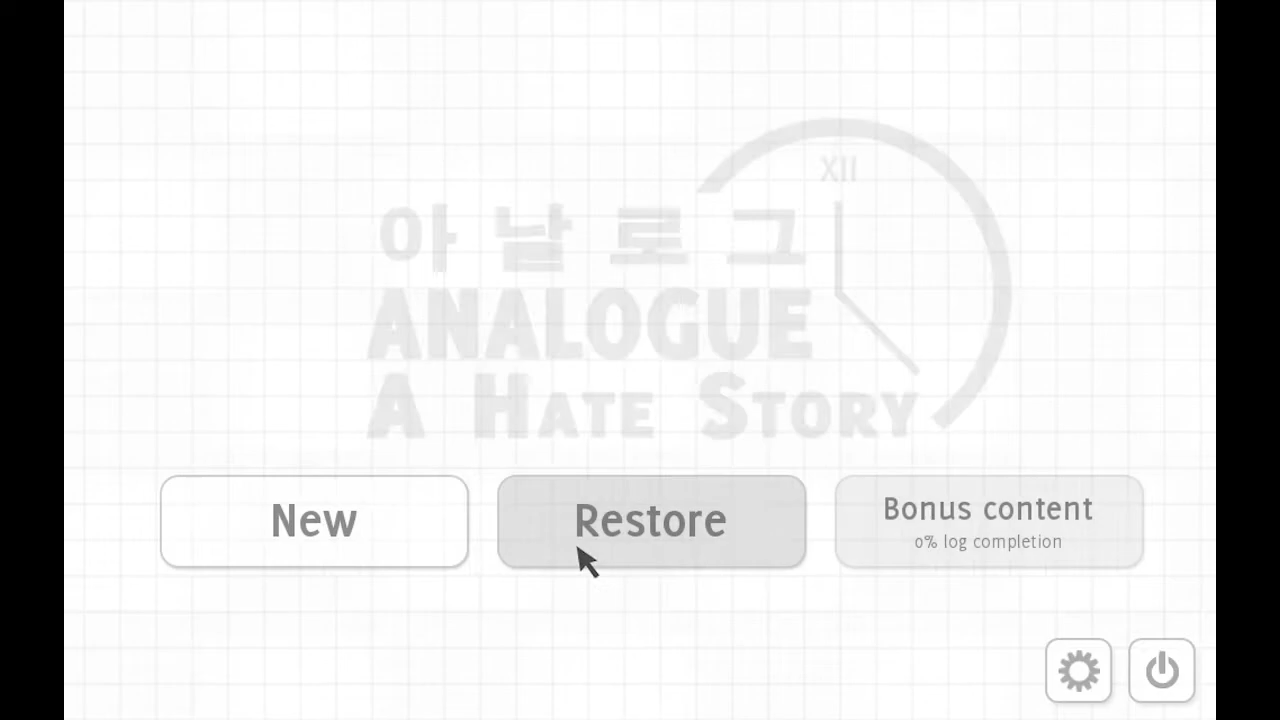 XII
아날로그
ANALOGUE
A HATE STORY
New
Restore
Bonus content
0% log completion